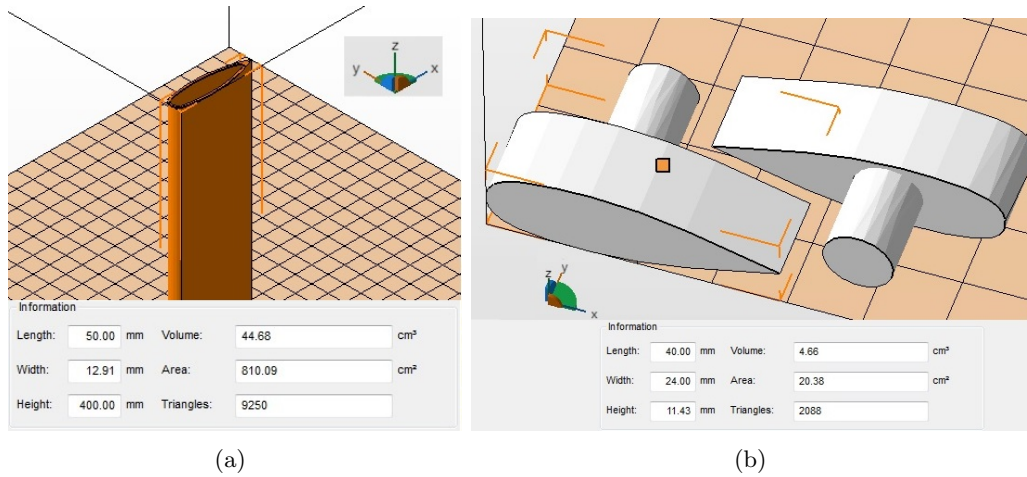 z
y x
Information
Length: 50.00 mm Volume: 44.68 cm³
Width: 12.91 mm Area: 810.09 cm²
Height: 400.00 mm Triangles: 9250
(a)
z y
x
Information
Length: 40.00 mm Volume: 4.66 cm³
Width: 24.00 mm Area: 20.38 cm²
Height: 11.43 mm Triangles: 2088
(b)